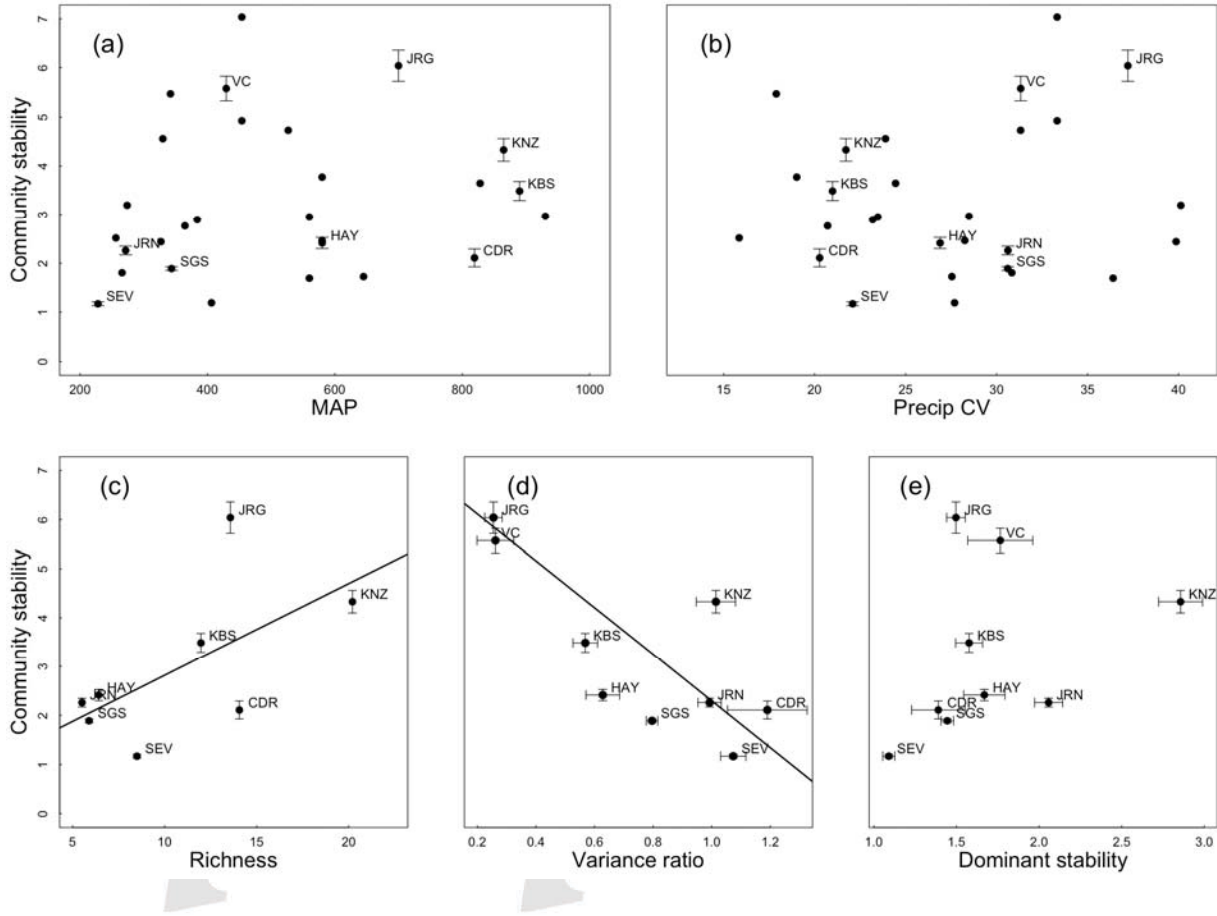 (a)
Community stability
7
6
5
4
3
2
1
0
JRG
VC
KNZ
KBS
HAY
CDR
JRN
SGS
SEV
200 400 600 800 1000
MAP
(b)
JRG
VC
KNZ
KBS
HAY
JRN
CDR
SGS
SEV
15 20 25 30 35 40
Precip CV
(c)
Community stability
7
6
5
4
3
2
1
0
JRG
KNZ
KBS
HAY
JRN
CDR
SGS
SEV
5 10 15 20
Richness
(d)
JRG
VC
KNZ
KBS
HAY
JRN
CDR
SGS
SEV
0.2 0.4 0.6 0.8 1.0 1.2
Variance ratio
(e)
JRG
VC
KNZ
KBS
HAY
JRN
CDR
SGS
SEV
1.0 1.5 2.0 2.5 3.0
Dominant stability